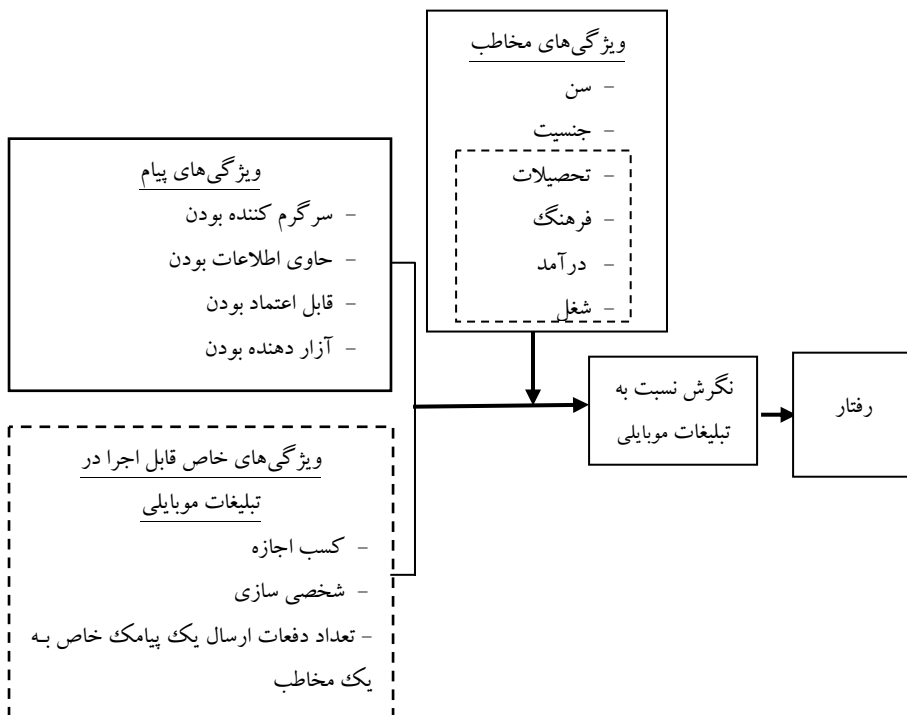 ویژگی‌های مخاطب
- سن
- جنسیت
- تحصیلات
- فرهنگ
- درآمد
- شغل
ویژگی‌های پیام
- سرگرم کننده بودن
- حاوی اطلاعات بودن
- قابل اعتماد بودن
- آزار دهنده بودن
ویژگی‌های خاص قابل اجرا در
تبلیغات موبایلی
- کسب اجازه
- شخصی سازی
- تعداد دفعات ارسال یک پیامک خاص به
یک مخاطب
نگرش نسبت به
تبلیغات موبایلی
رفتار